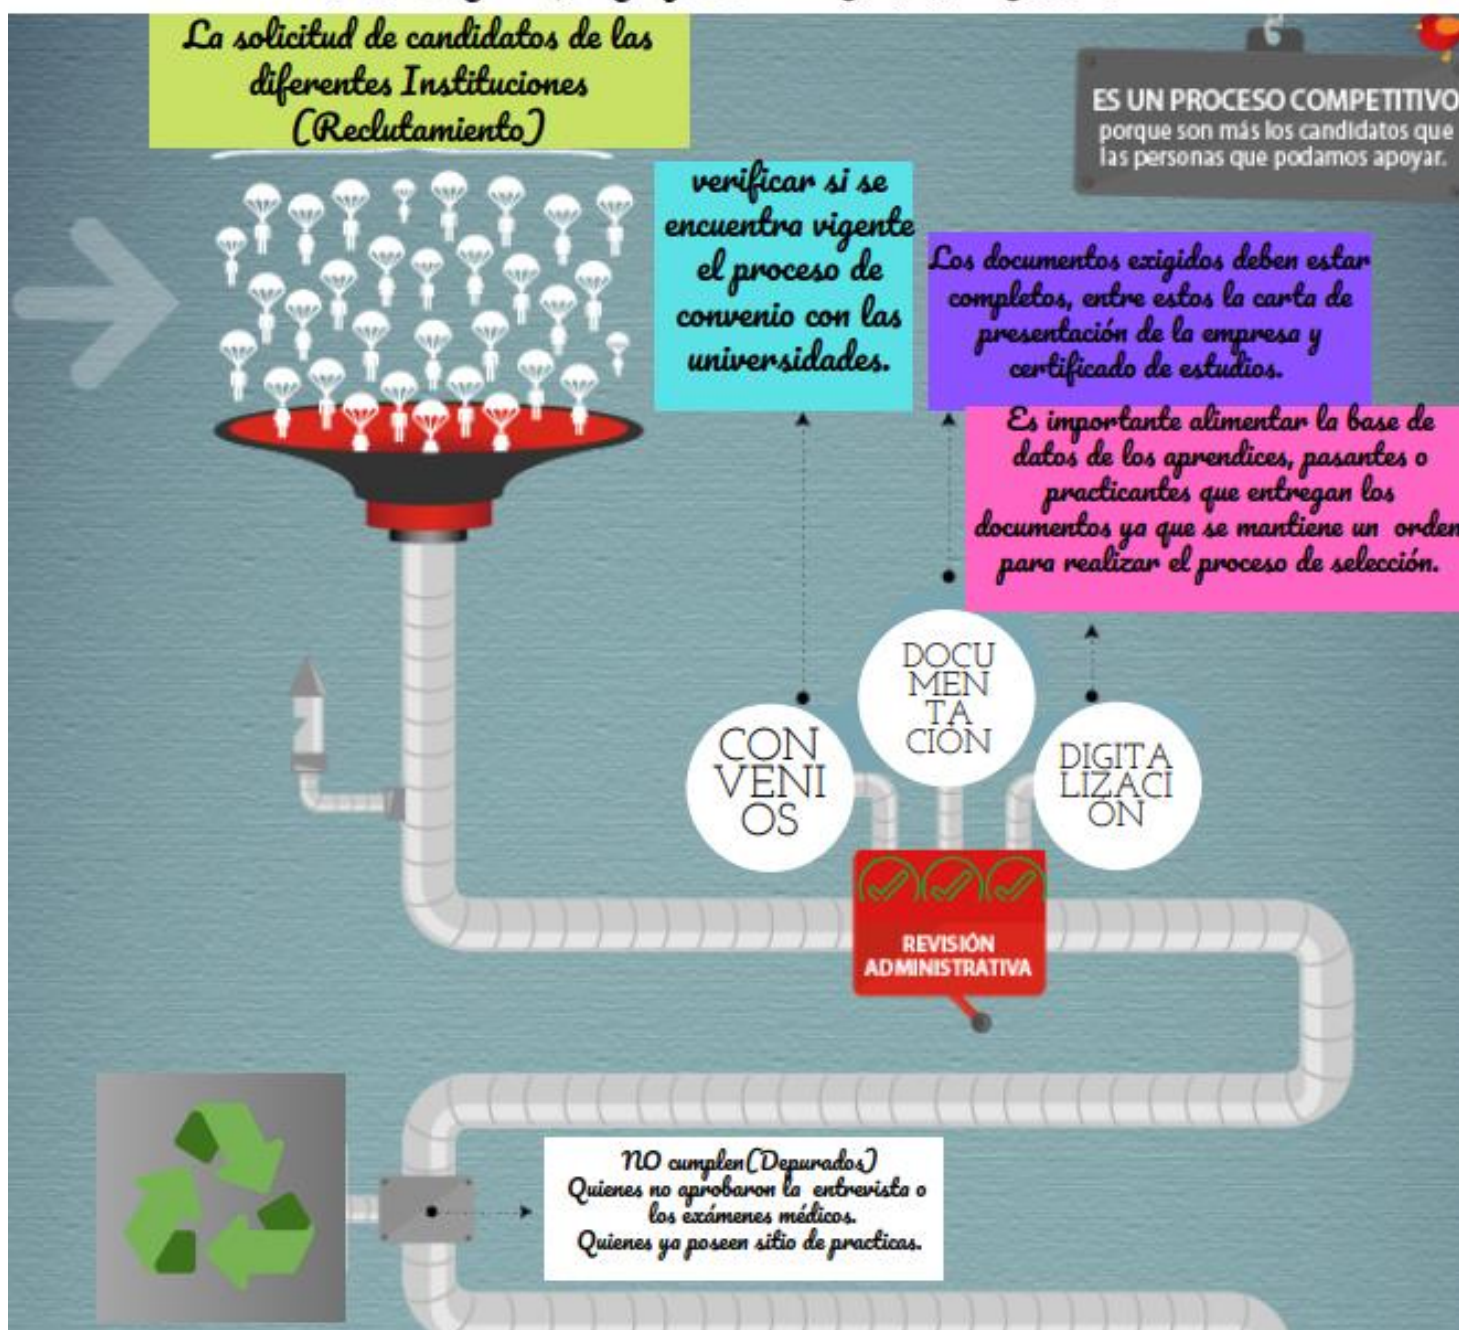 La solicitud de candidatos de las
diferentes Instituciones
(Reclutamiento)
ES UN PROCESO COMPETITIVO
porque son más los candidatos que
las personas que podamos apoyar.
verificar si se
encuentra vigente
el proceso de
convenio con las
universidades.
Los documentos exigidos deben estar
completos, entre estos la carta de
presentación de la empresa y
certificado de estudios.
Es importante alimentar la base de
datos de los aprendices, pasantes o
practicantes que entregan los
documentos ya que se mantiene un orden
para realizar el proceso de selección.
CON
VENI
OS
DOCU
MEN
TA
CIÓN
DIGITA
LIZACI
ÓN
REVISIÓN
ADMINISTRATIVA
NO cumplen(Depurados)
Quienes no aprobaron la entrevista o
los exámenes médicos.
Quienes ya poseen sitio de practicas.